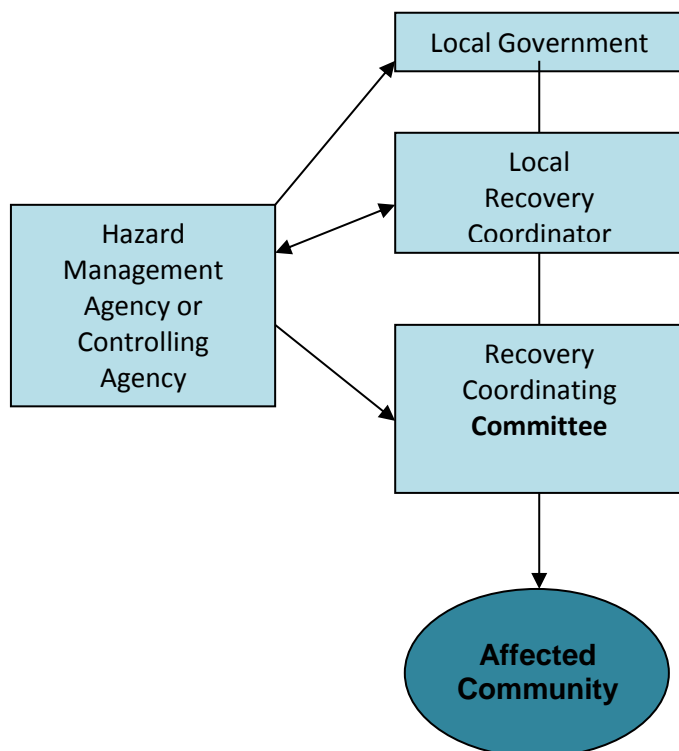 Local Government
Local
Recovery
Coordinator
Hazard
Management
Agency or
Controlling
Agency
Recovery
Coordinating
Committee
Affected
Community